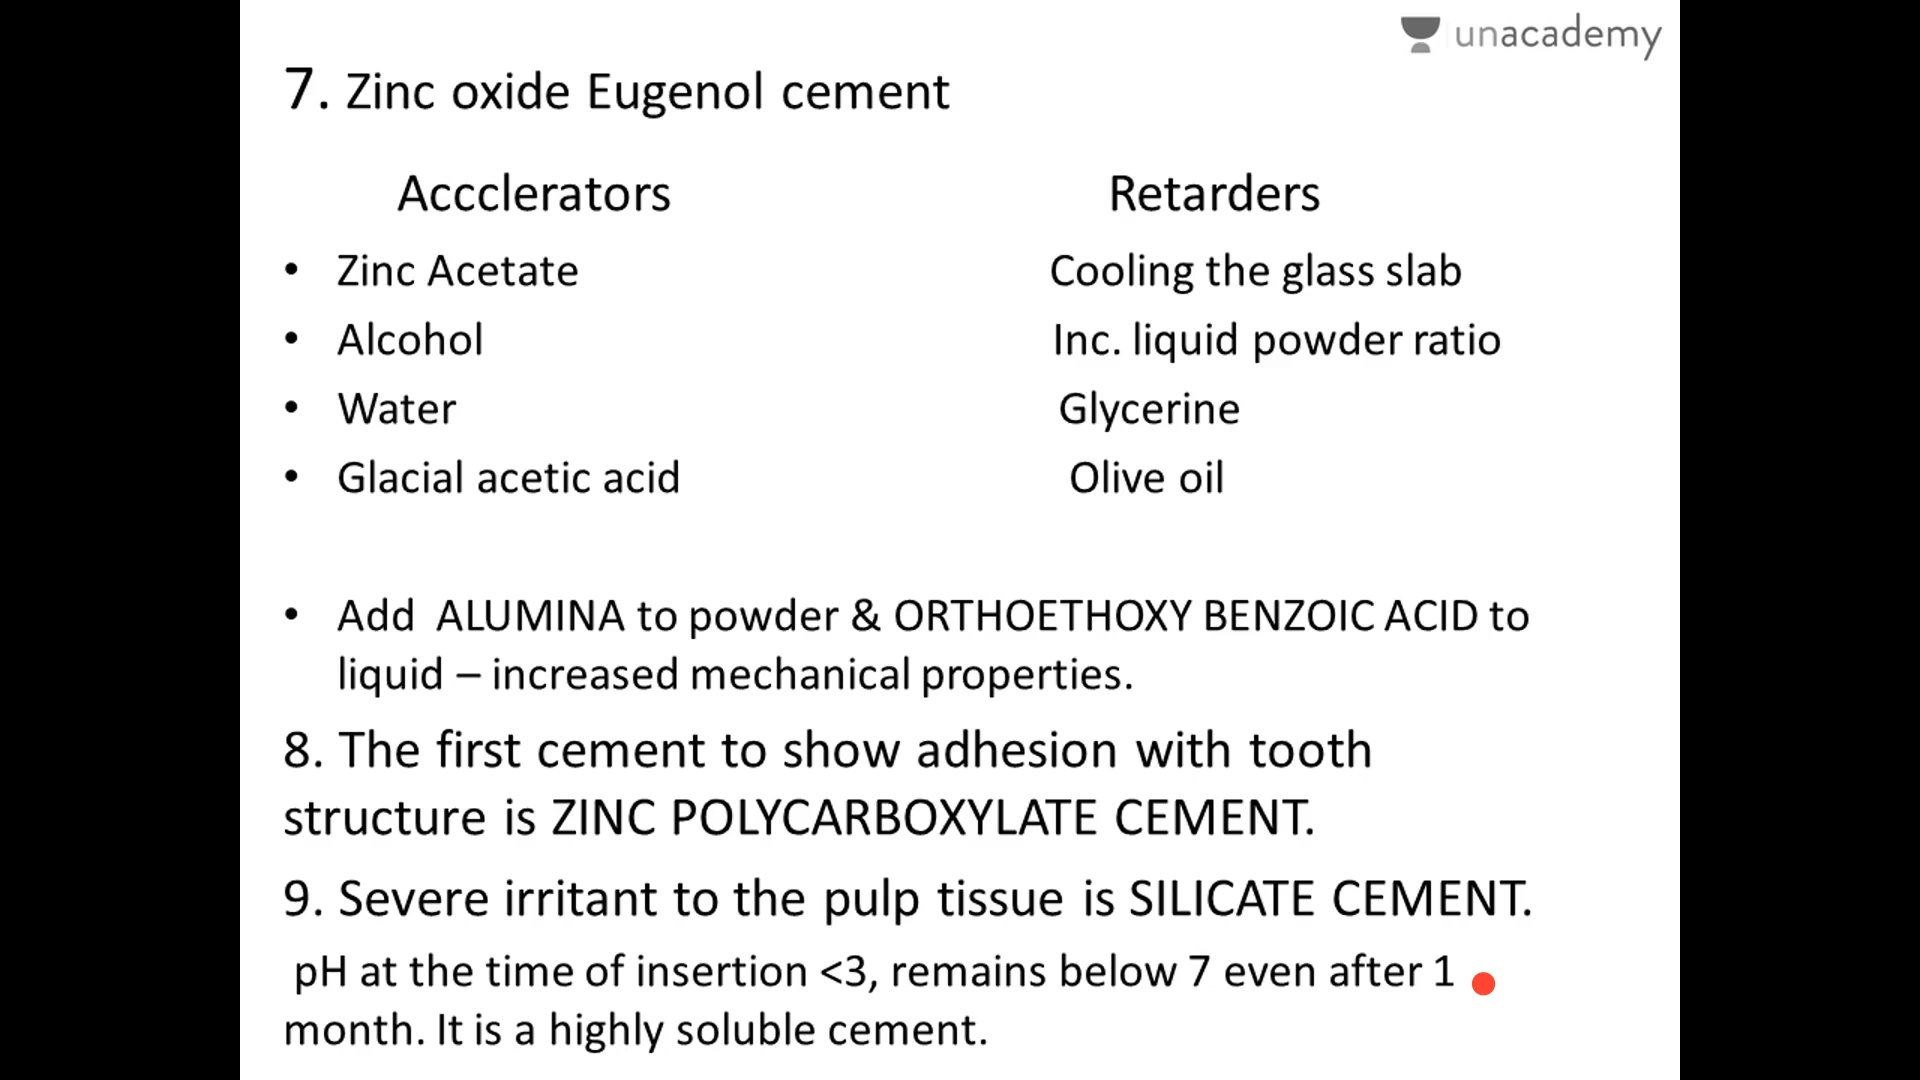 unacademy
7. Zinc oxide Eugenol cement
Accclerators Retarders
• Zinc Acetate Cooling the glass slab
• Alcohol Inc. liquid powder ratio
• Water Glycerine
• Glacial acetic acid Olive oil
• Add ALUMINA to powder & ORTHOETHOXY BENZOIC ACID to
liquid – increased mechanical properties.
8. The first cement to show adhesion with tooth
structure is ZINC POLYCARBOXYLATE CEMENT.
9. Severe irritant to the pulp tissue is SILICATE CEMENT.
pH at the time of insertion <3, remains below 7 even after 1
month. It is a highly soluble cement.